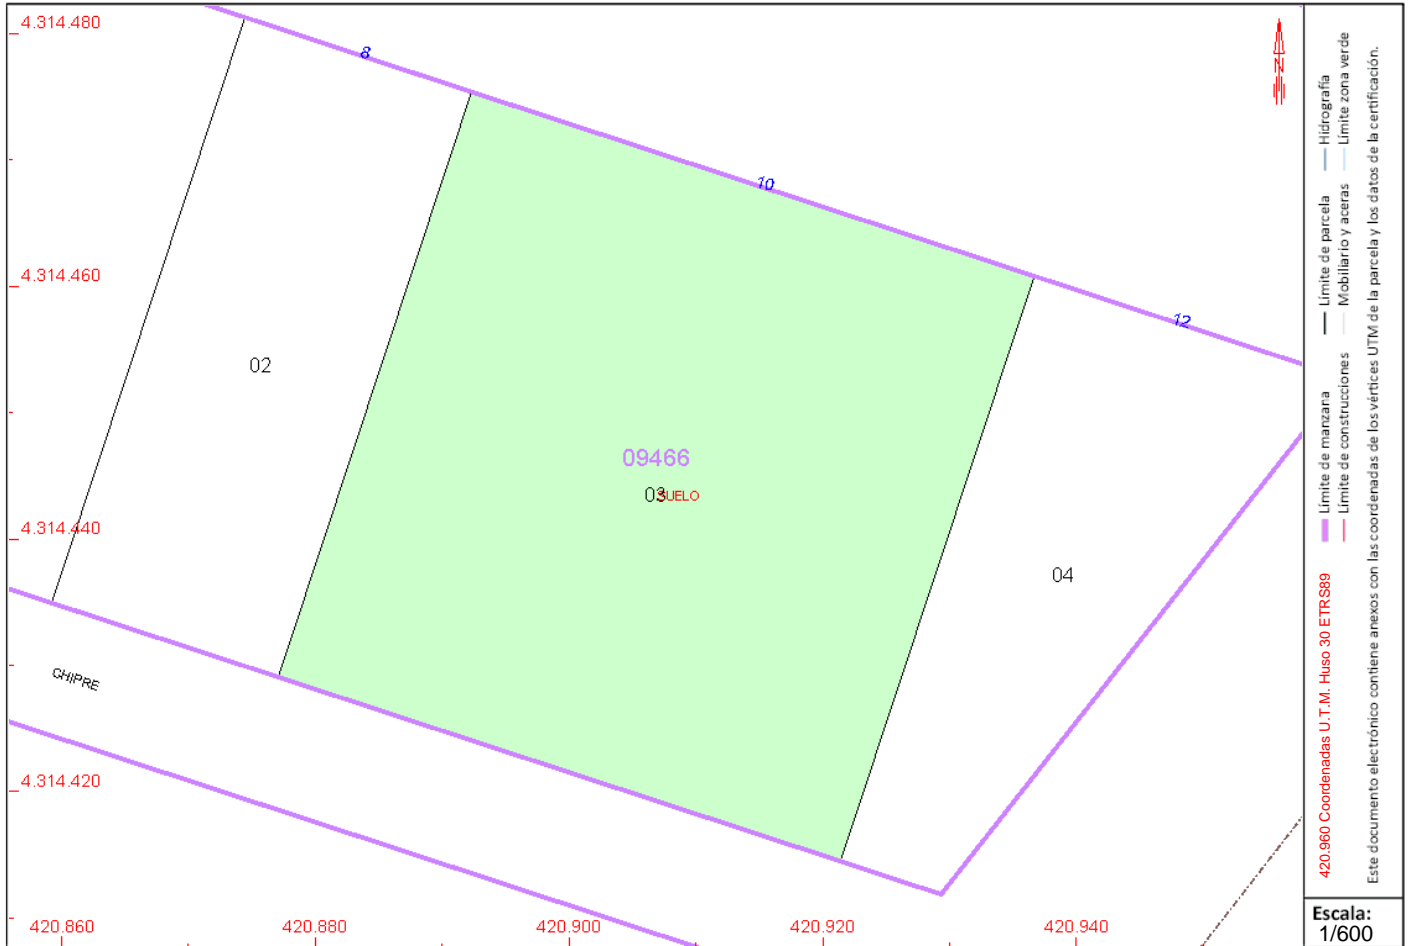 4.314.480
8
10
4.314.460
12
02
09466
03
SUELO
4.314.440
04
CHIPRE
4.314.420
420.860
420.880
420.900
420.920
420.940
N
Hidrografía
Límite zona verde
Límite de parcela
Mobiliario y aceras
Límite de manzana
Límite de construcciones
420.960 Coordenadas U.T.M. Huso 30 ETRS89
Este documento electrónico contiene anexos con las coordenadas de los vértices UTM de la parcela y los datos de la certificación.
Escala:
1/600